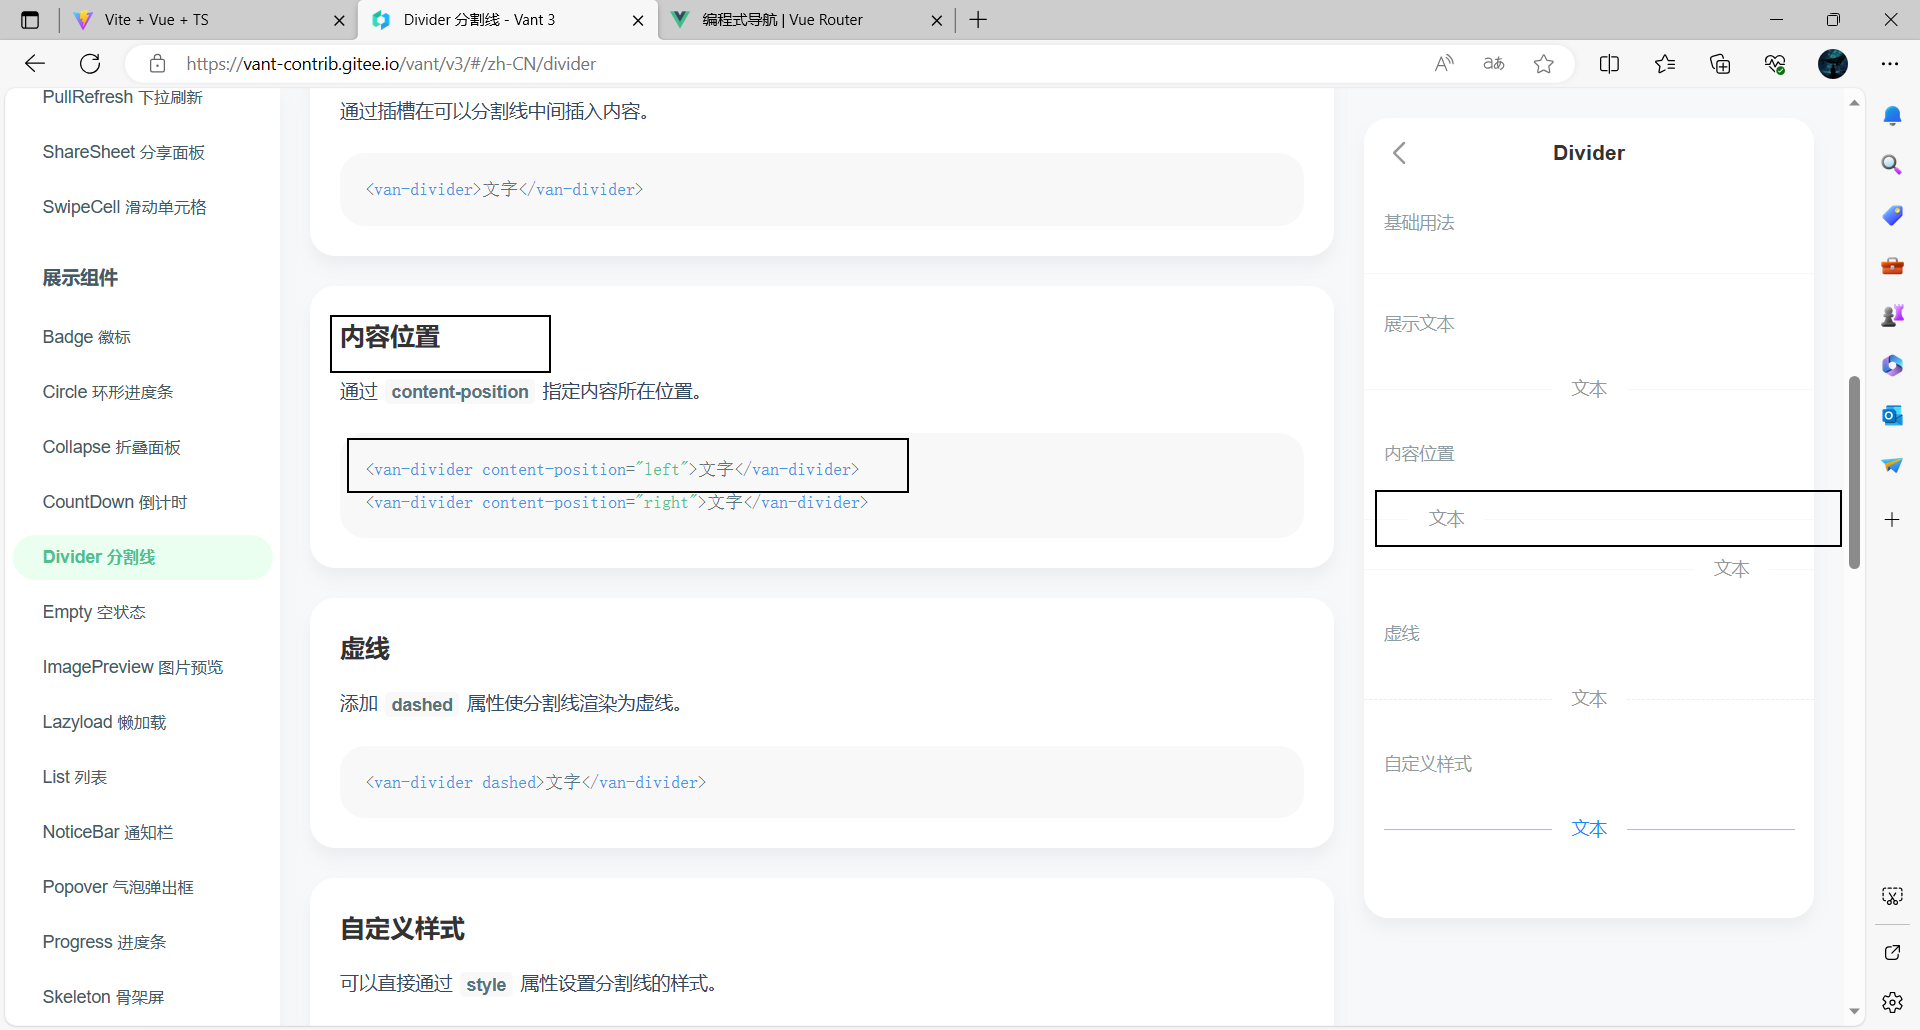 Vite + Vue + TS
Divider 分割线 - Vant 3
编程式导航 | Vue Router
https://vant-contrib.gitee.io/vant/v3/#/zh-CN/divider
PullRefresh 下拉刷新
ShareSheet 分享面板
SwipeCell 滑动单元格
展示组件
Badge 徽标
Circle 环形进度条
Collapse 折叠面板
CountDown 倒计时
Divider 分割线
Empty 空状态
ImagePreview 图片预览
Lazyload 懒加载
List 列表
NoticeBar 通知栏
Popover 气泡弹出框
Progress 进度条
Skeleton 骨架屏
通过插槽在可以分割线中间插入内容。
<van-divider>文字</van-divider>
内容位置
通过 content-position 指定内容所在位置。
<van-divider content-position="left">文字</van-divider>
<van-divider content-position="right">文字</van-divider>
虚线
添加 dashed 属性使分割线渲染为虚线。
<van-divider dashed>文字</van-divider>
自定义样式
可以直接通过 style 属性设置分割线的样式。
Divider
基础用法
展示文本
文本
内容位置
文本
文本
虚线
文本
自定义样式
文本